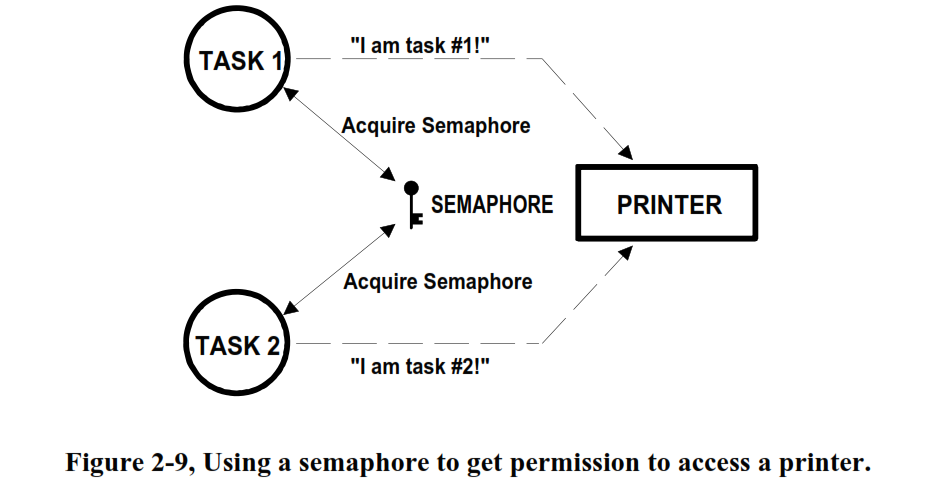 "I am task #1!"
TASK 1
Acquire Semaphore
SEMAPHORE
PRINTER
Acquire Semaphore
TASK 2
"I am task #2!"
Figure 2-9, Using a semaphore to get permission to access a printer.